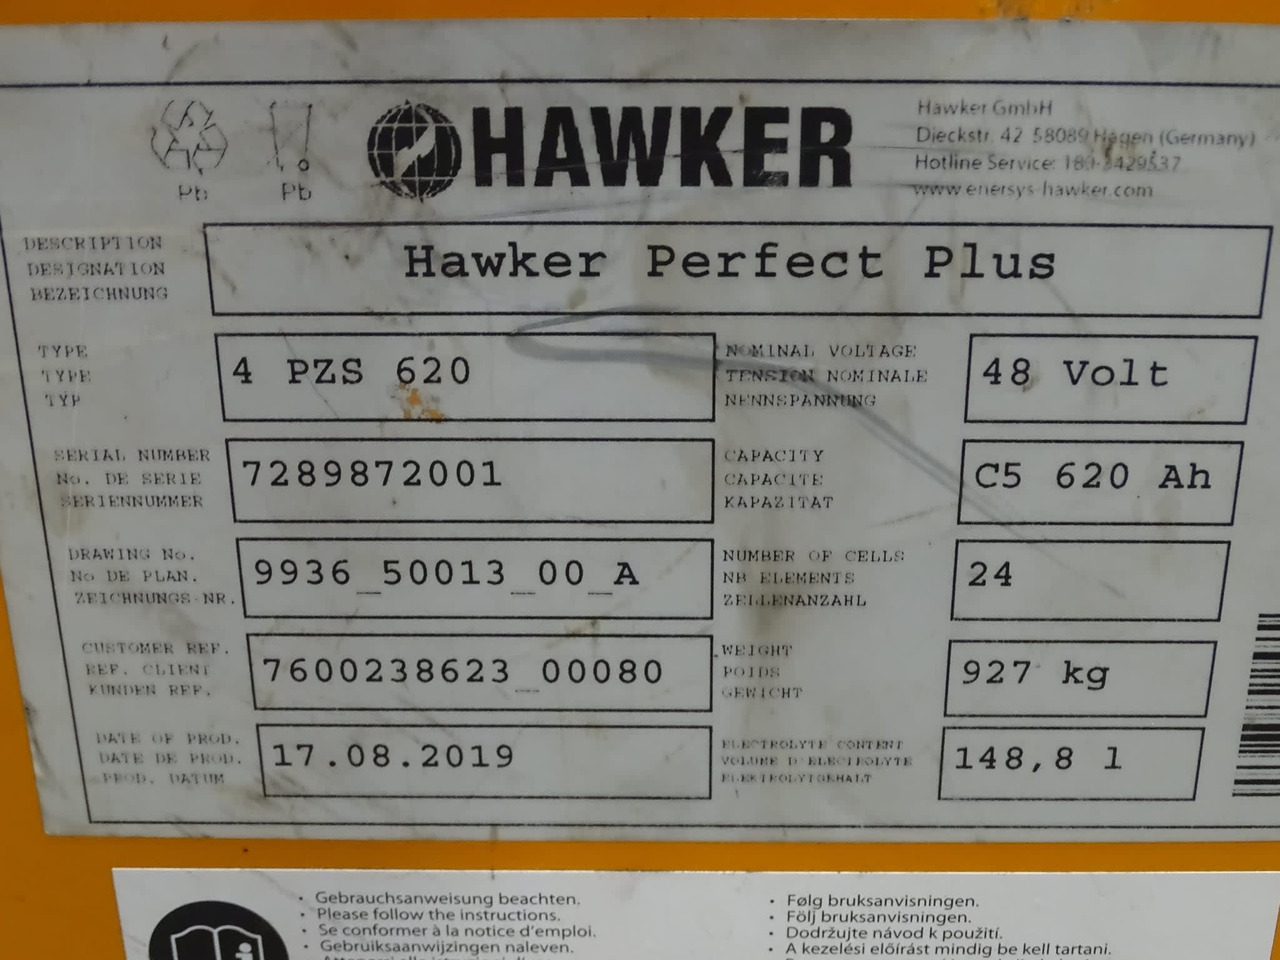 Pb
Pb
HAWKER
Hawker GmbH
Dieckstr. 42 58089 Hagen (Germany)
Hotline Service:
www.enersys-hawker.com
DESCRIPTION
DESIGNATION
BEZEICHNUNG
Hawker Perfect Plus
TYPE
TYPE
TYP
4 PZS 620
NOMINAL VOLTAGE
TENSION NOMINALE
NENNSPANNUNG
48 Volt
SERIAL NUMBER
No. DE SERIE
SERIENNUMMER
7289872001
CAPACITY
CAPACITE
KAPAZITAT
C5 620 Ah
DRAWING No.
No DE PLAN.
ZEICHNUNGS-NR.
9936_50013_00_A
NUMBER OF CELLS
NB ELEMENTS
ZELLENANZAHL
24
CUSTOMER REF.
REF. CLIENT
KUNDEN REF.
7600238623_00080
WEIGHT
POIDS
GEWICHT
927 kg
DATE OF PROD.
DATE DE PROD.
PROD. DATUM
17.08.2019
ELECTROLYTE CONTENT
VOLUME D'ELECTROLYTE
ELEKTROLYTGEHALT
148,8 l
• Gebrauchsanweisung beachten.
• Please follow the instructions.
• Se conformer à la notice d'emploi.
• Gebruiksaanwijzingen naleven.
• Følg bruksanvisningen.
• Följ bruksanvisningen.
• Dodržujte návod k použití.
• A kezelési előírást mindig be kell tartani.